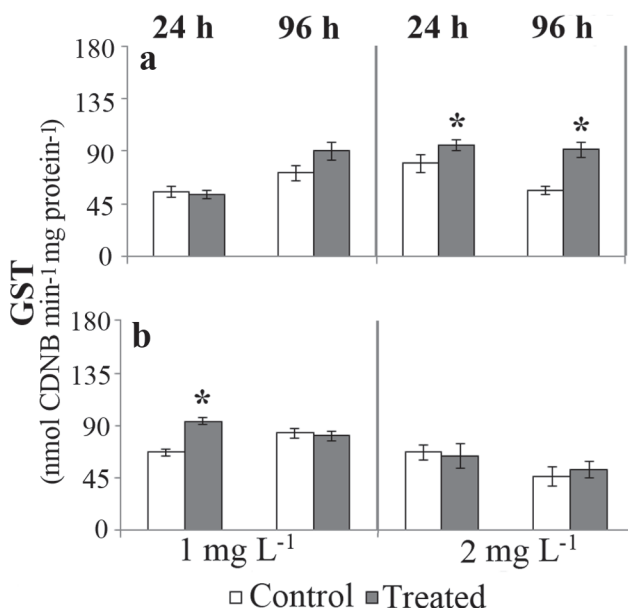 24 h 96 h 24 h 96 h
a
180
135
90
45
0
* *
GST
(nmol CDNB min-1 mg protein-1)
b
180
135
90
45
0
*
1 mg L-1 2 mg L-1
Control Treated